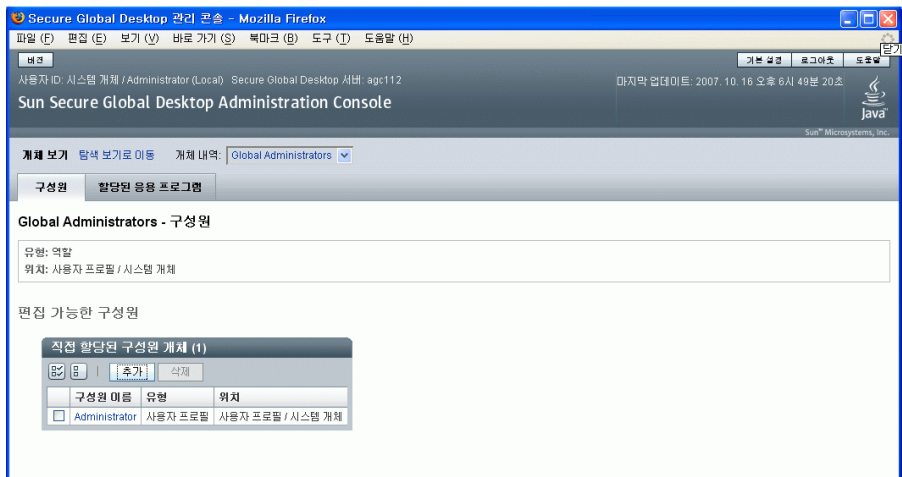 Secure Global Desktop 관리 콘솔 - Mozilla Firefox
파일 (F) 편집 (E) 보기 (V) 바로 가기 (S) 북마크 (B) 도구 (T) 도움말 (H)
닫기
버전 기본 설정 로그아웃 도움말
사용자 ID: 시스템 개체 / Administrator (Local) Secure Global Desktop 서버: agc112 마지막 업데이트: 2007. 10. 16 오후 6시 49분 20초
Sun Secure Global Desktop Administration Console
Java
Sun™ Microsystems, Inc.
개체 보기 탐색 보기로 이동 개체 내역: Global Administrators
구성원 할당된 응용 프로그램
Global Administrators - 구성원
유형: 역할
위치: 사용자 프로필 / 시스템 개체
편집 가능한 구성원
직접 할당된 구성원 개체 (1)
추가 삭제
구성원 이름 유형 위치
Administrator 사용자 프로필 사용자 프로필 / 시스템 개체